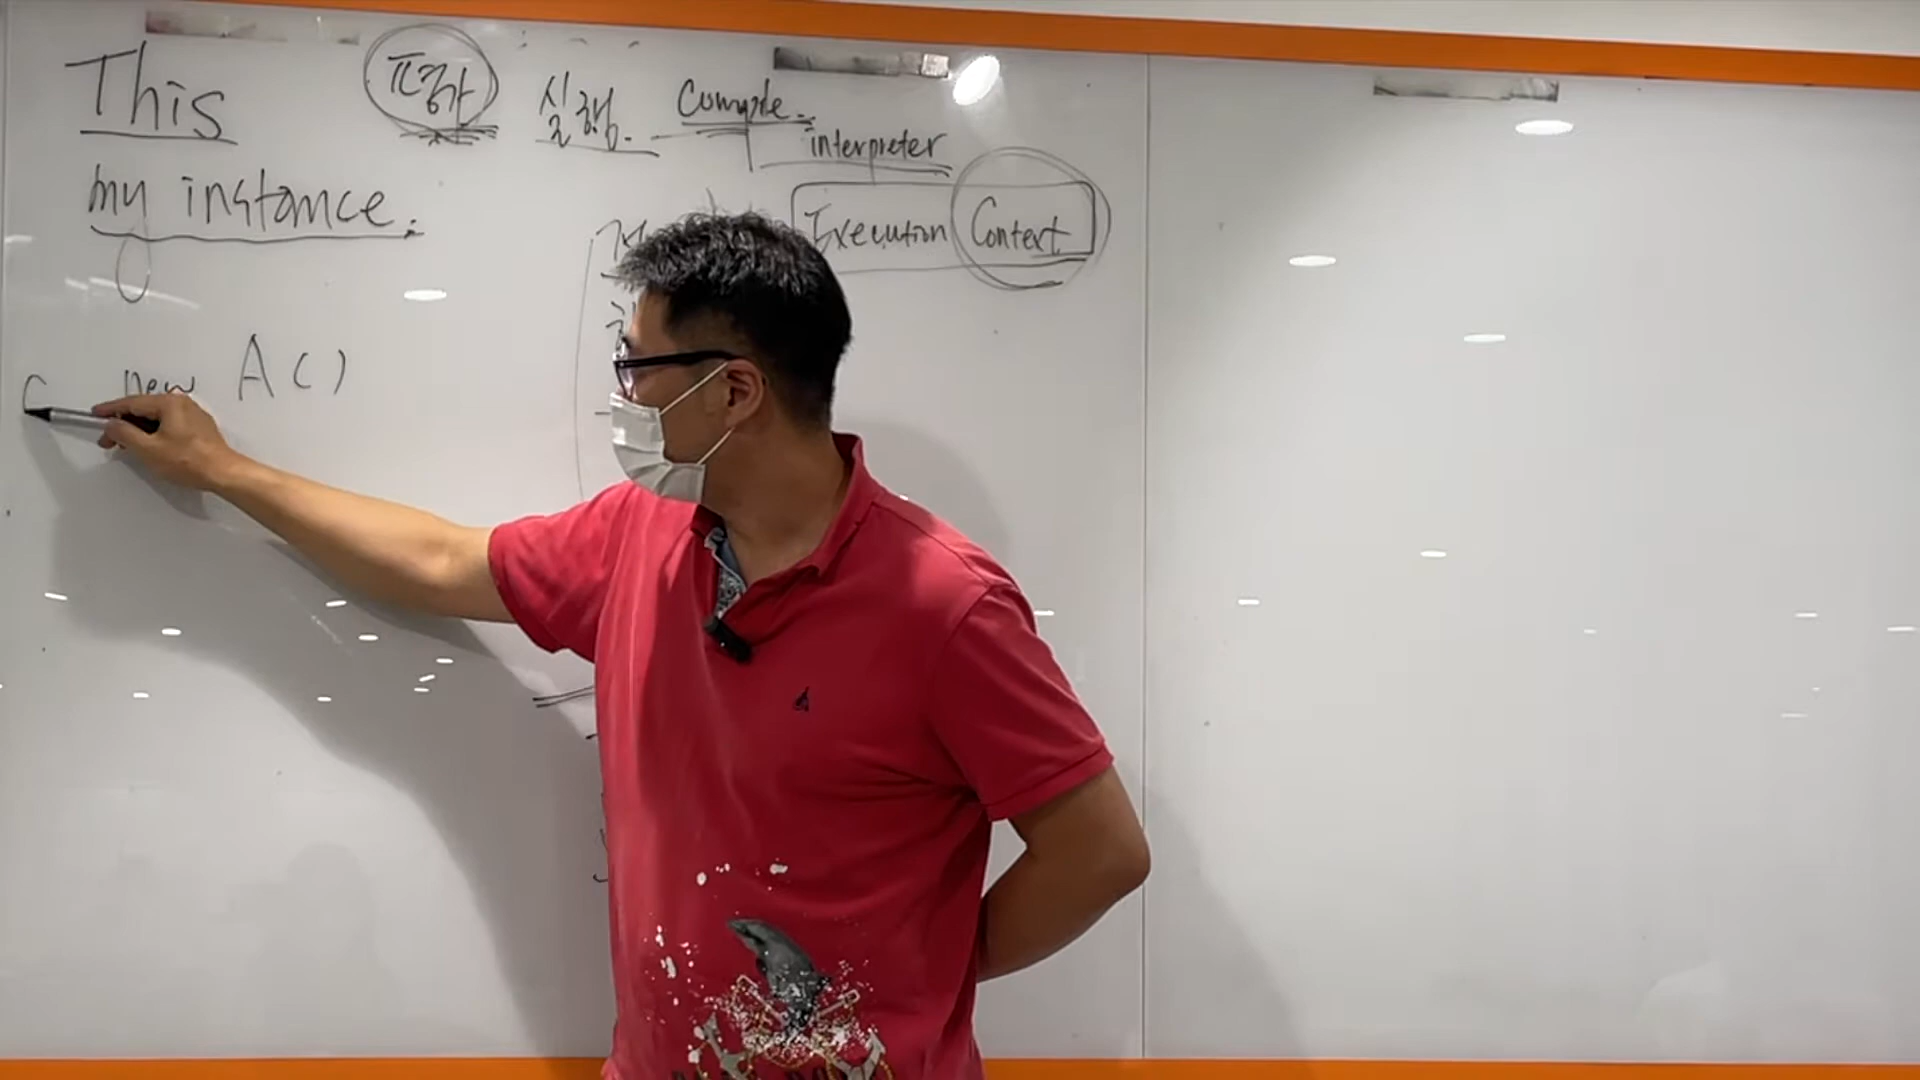 This 평가 실행. Compile.
interpreter
my instance.
Execution Context
new A()